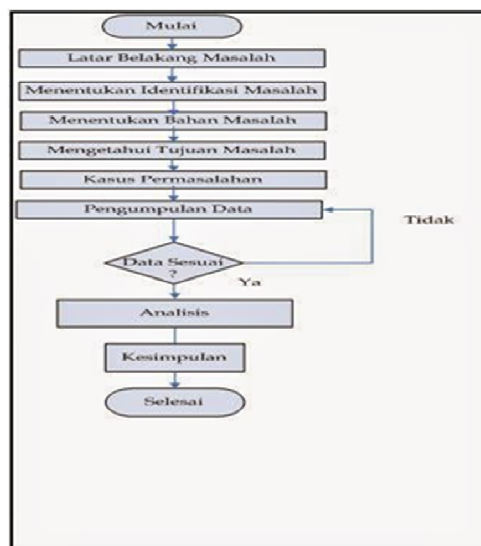 Mulai
Latar Belakang Masalah
Menentukan Identifikasi Masalah
Menentukan Bahan Masalah
Mengetahui Tujuan Masalah
Kasus Permasalahan
Pengumpulan Data
Tidak
Data Sesuai
?
Ya
Analisis
Kesimpulan
Selesai